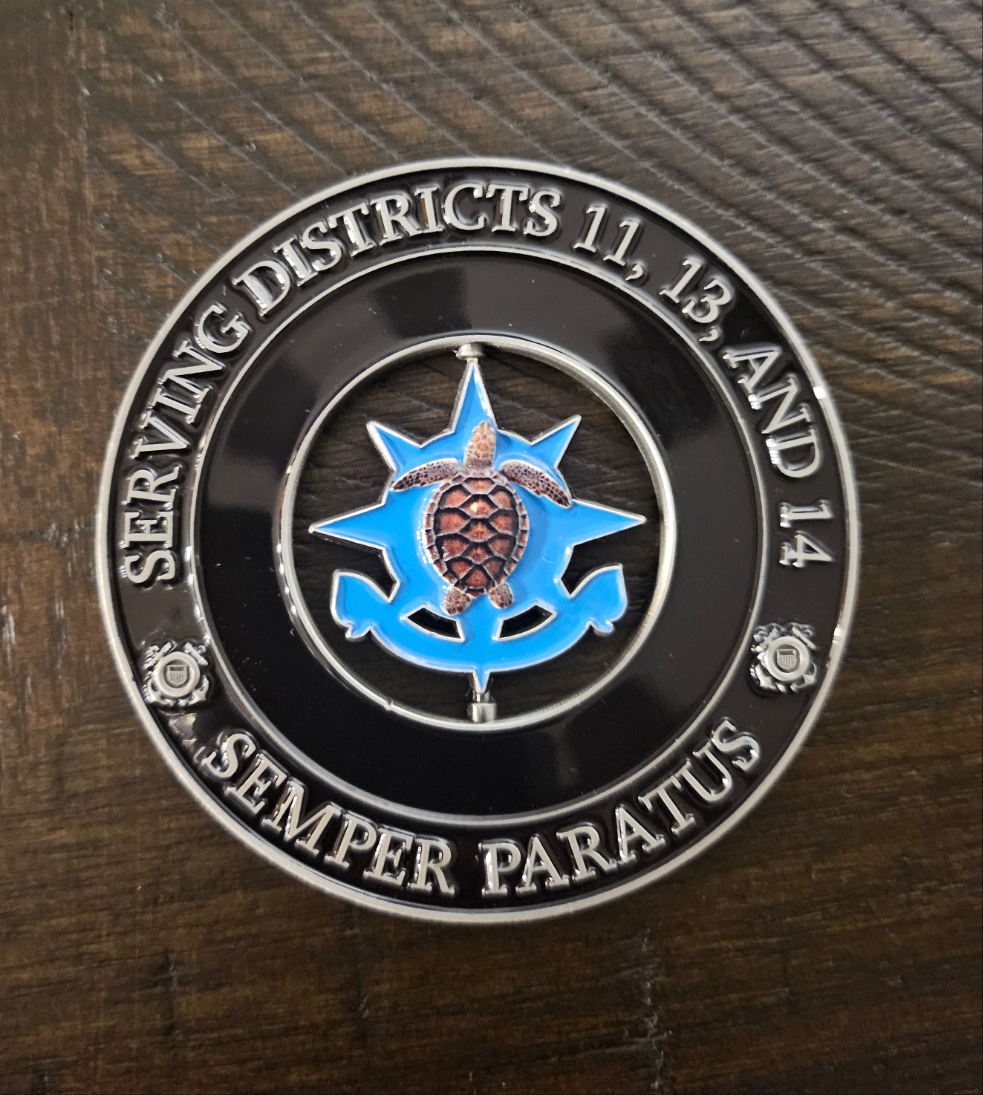 SERVING DISTRICTS 11, 13, AND 14
SEMPER PARATUS